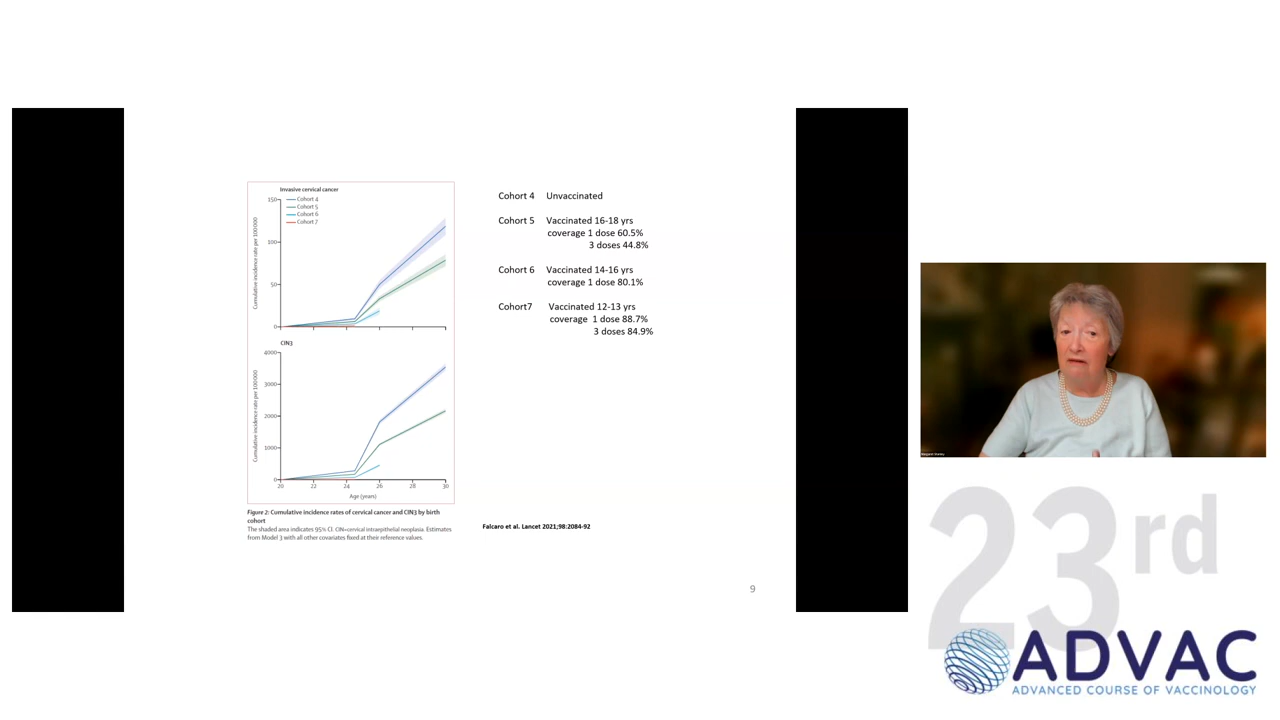 Invasive cervical cancer
Cohort 4
Cohort 5
Cohort 6
Cohort 7
150
100
50
0
Cumulative incidence rate per 100 000
CIN3
4000
3000
2000
1000
0
Cumulative incidence rate per 100 000
20 22 24 26 28 30
Age (years)
Figure 2: Cumulative incidence rates of cervical cancer and CIN3 by birth
cohort
The shaded area indicates 95% CI. CIN=cervical intraepithelial neoplasia. Estimates
from Model 3 with all other covariates fixed at their reference values.
Cohort 4 Unvaccinated
Cohort 5 Vaccinated 16-18 yrs
coverage 1 dose 60.5%
3 doses 44.8%
Cohort 6 Vaccinated 14-16 yrs
coverage 1 dose 80.1%
Cohort7 Vaccinated 12-13 yrs
coverage 1 dose 88.7%
3 doses 84.9%
Falcaro et al. Lancet 2021;98:2084-92
9
Margaret Stanley
23rd
ADVAC
ADVANCED COURSE OF VACCINOLOGY